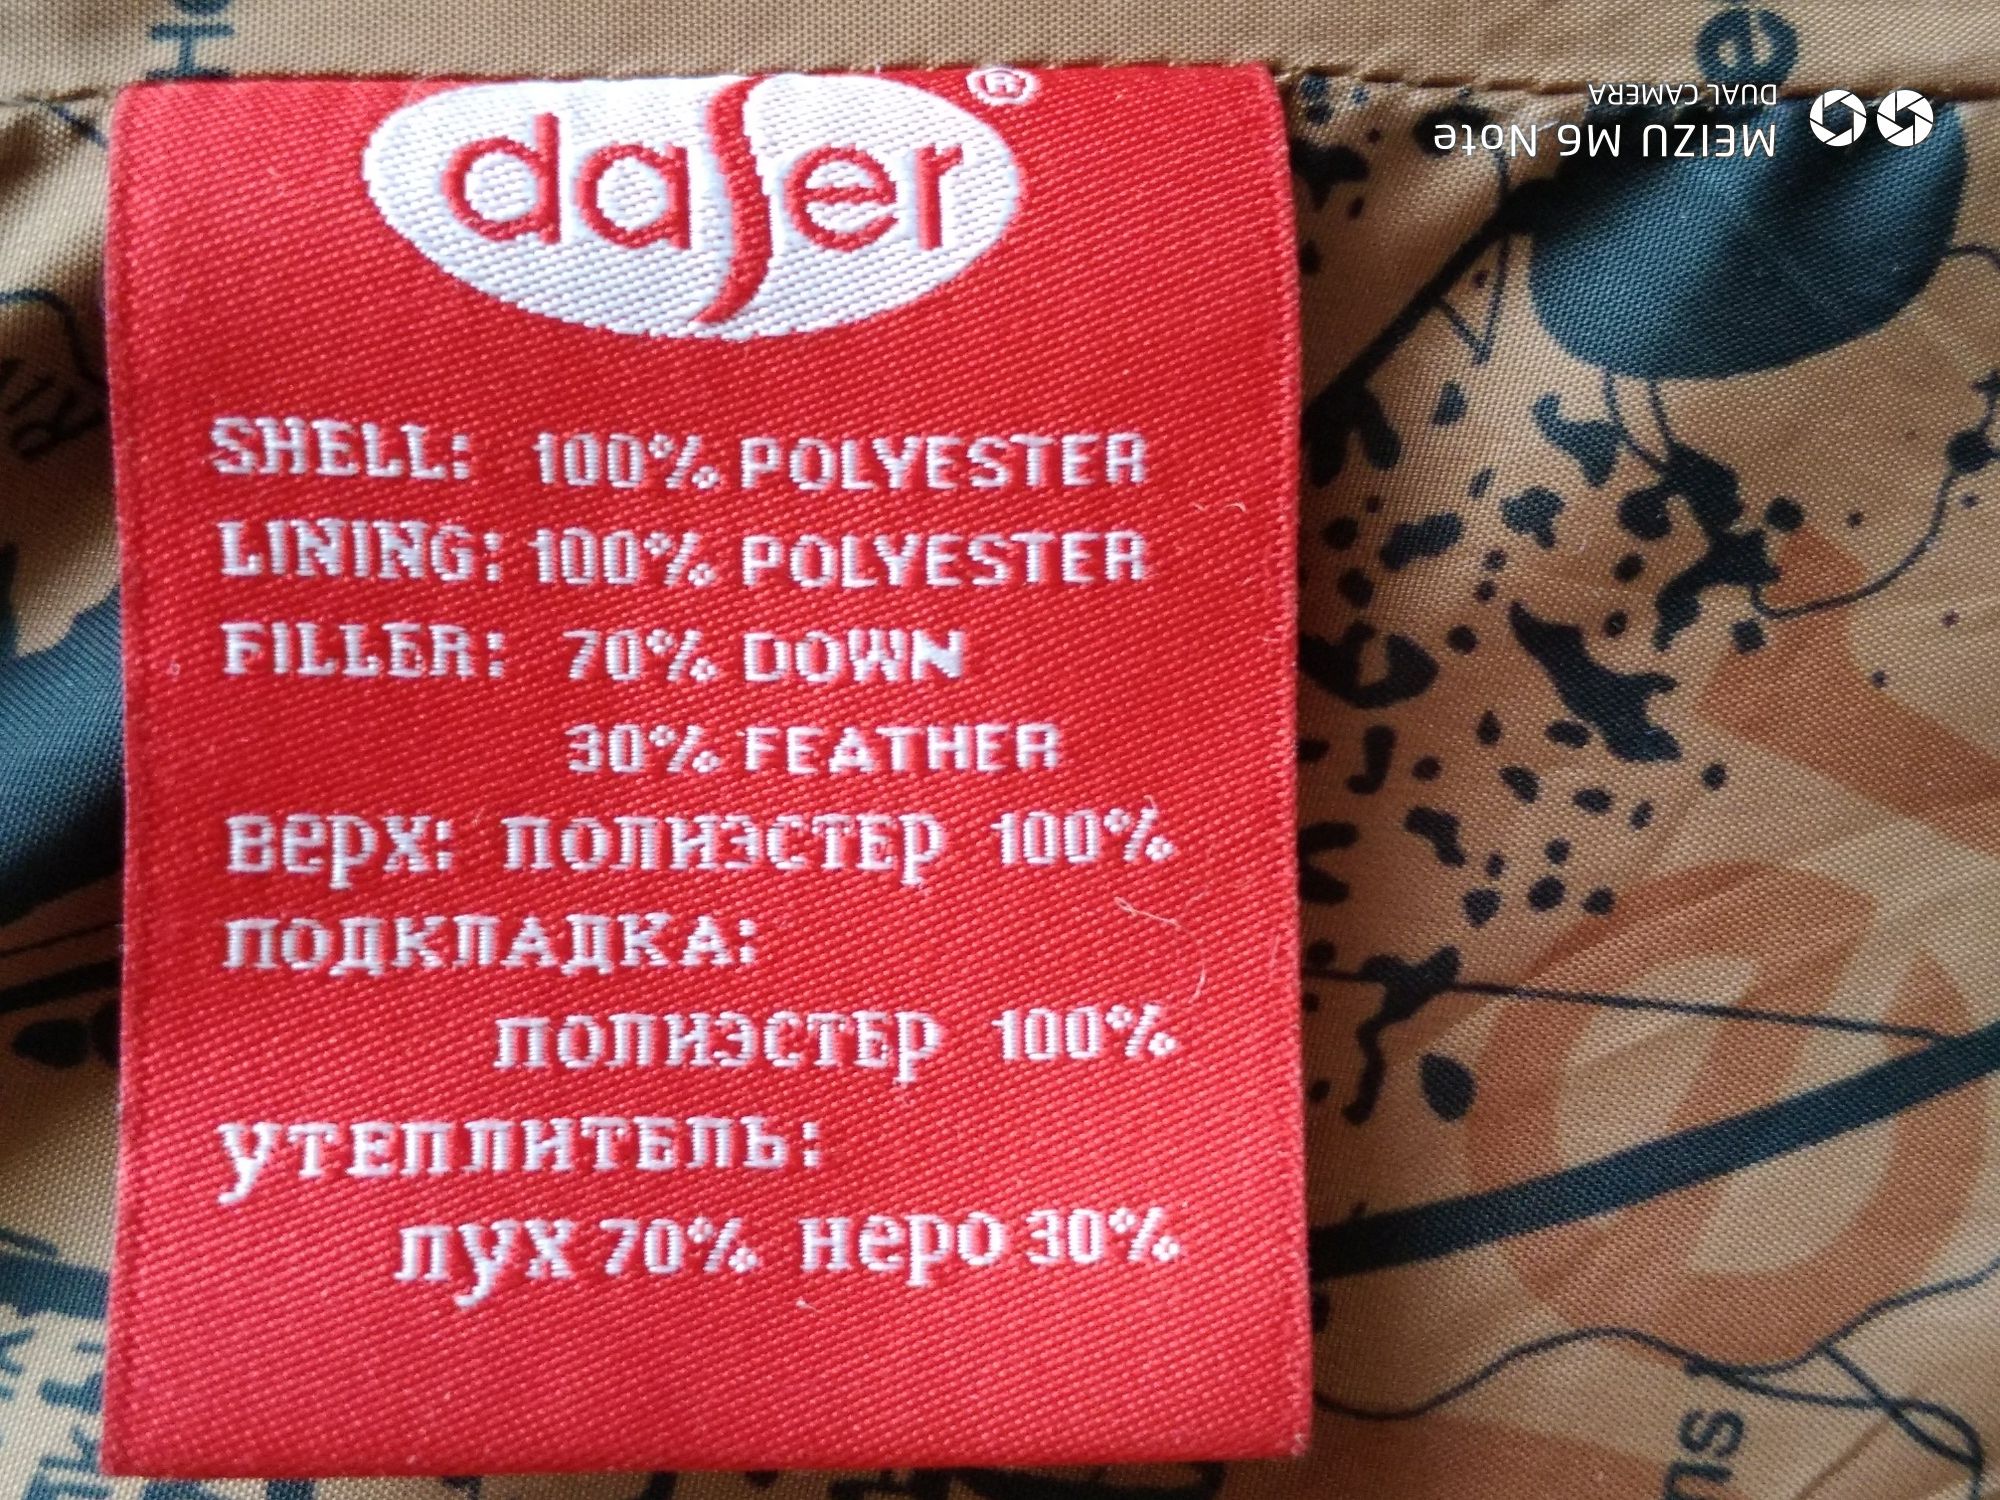 daser ®
SHELL: 100% POLYESTER
LINING: 100% POLYESTER
FILLER: 70% DOWN
30% FEATHER
верх: полиэстер 100%
подкладка:
полиэстер 100%
утеплитель:
пух 70% неро 30%
MEIZU M6 Note
DUAL CAMERA